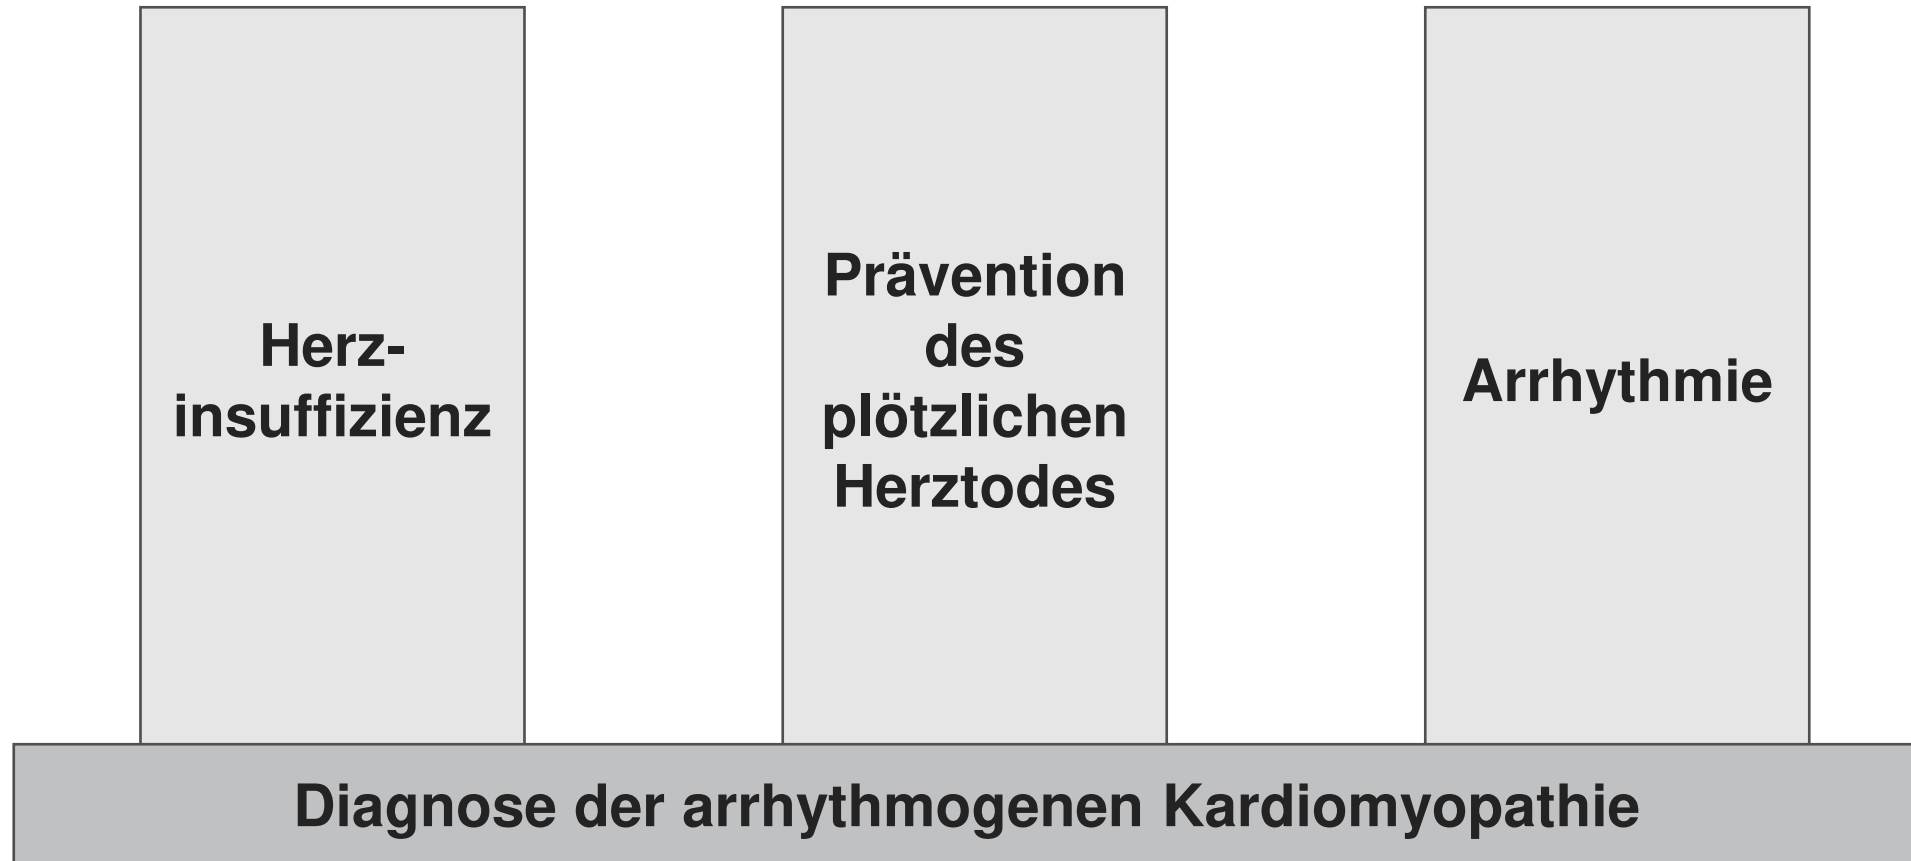 Herz-
insuffizienz
Prävention
des
plötzlichen
Herztodes
Arrhythmie
Diagnose der arrhythmogenen Kardiomyopathie